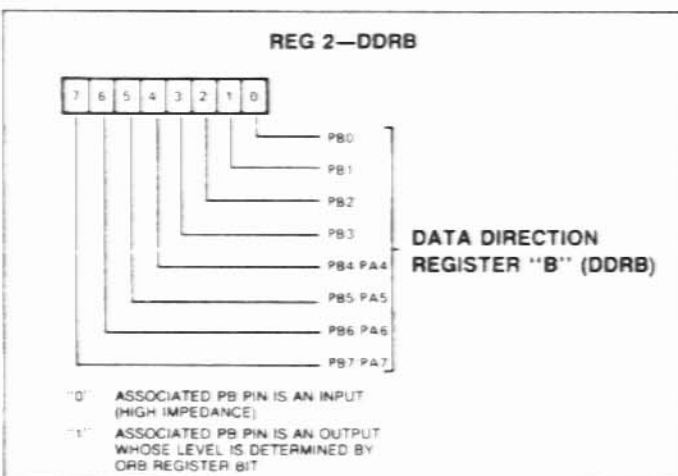 REG 2—DDRB
7 6 5 4 3 2 1 0
PB0
PB1
PB2
PB3
PB4 PA4
PB5 PA5
PB6 PA6
PB7 PA7
DATA DIRECTION
REGISTER "B" (DDRB)
"0" ASSOCIATED PB PIN IS AN INPUT
(HIGH IMPEDANCE)
"1" ASSOCIATED PB PIN IS AN OUTPUT
WHOSE LEVEL IS DETERMINED BY
ORB REGISTER BIT